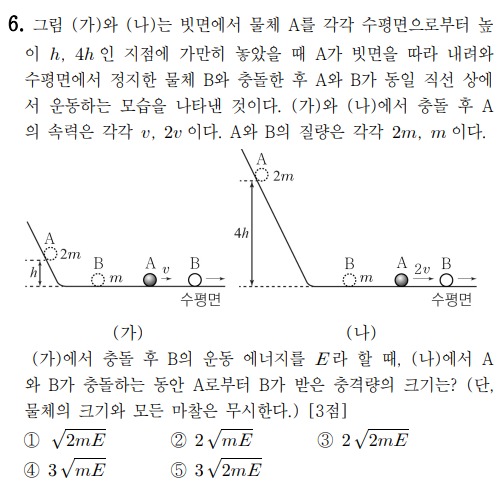 6. 그림 (가)와 (나)는 빗면에서 물체 A를 각각 수평면으로부터 높
이 h, 4h인 지점에 가만히 놓았을 때 A가 빗면을 따라 내려와
수평면에서 정지한 물체 B와 충돌한 후 A와 B가 동일 직선 상에
서 운동하는 모습을 나타낸 것이다. (가)와 (나)에서 충돌 후 A
의 속력은 각각 v, 2v이다. A와 B의 질량은 각각 2m, m이다.
A
2m
h
B
m
A
v
B
수평면
(가)
A
2m
4h
B
m
A
2v
B
수평면
(나)
(가)에서 충돌 후 B의 운동 에너지를 E라 할 때, (나)에서 A
와 B가 충돌하는 동안 A로부터 B가 받은 충격량의 크기는? (단,
물체의 크기와 모든 마찰은 무시한다.) [3점]
① √2mE ② 2√mE ③ 2√2mE
④ 3√mE ⑤ 3√2mE